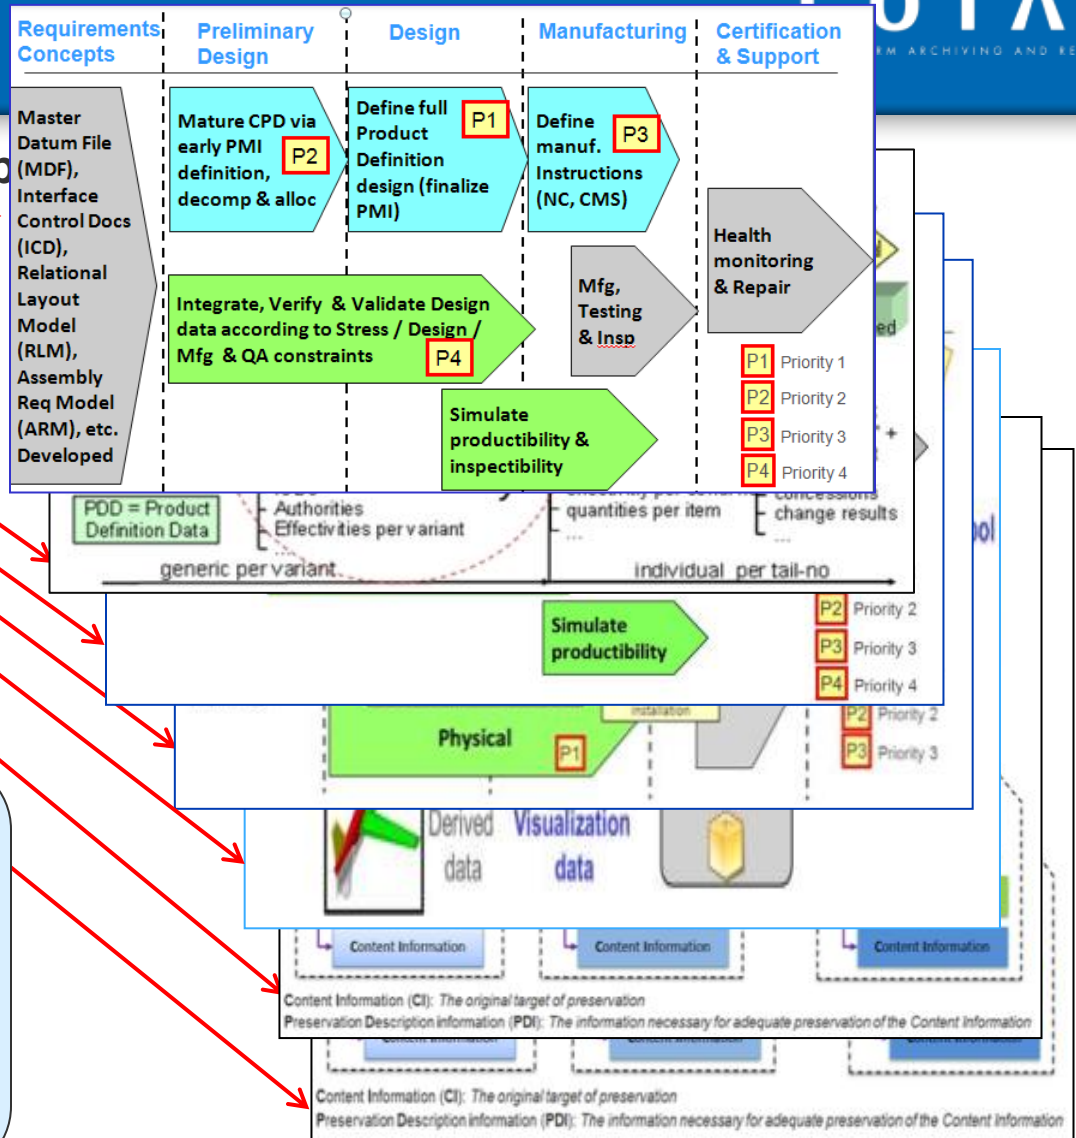 RM ARCHIVING AND RE
Requirements
Concepts
Preliminary
Design
Design
Manufacturing
Certification
& Support
Master
Datum File
(MDF),
Interface
Control Docs
(ICD),
Relational
Layout
Model
(RLM),
Assembly
Req Model
(ARM), etc.
Developed
Mature CPD via
early PMI
definition,
decomp & alloc
P2
Define full
Product
Definition
design (finalize
PMI)
P1
Define
manuf.
Instructions
(NC, CMS)
P3
Integrate, Verify & Validate Design
data according to Stress / Design /
Mfg & QA constraints
P4
Mfg,
Testing
& Insp
Health
monitoring
& Repair
Simulate
productibility &
inspectibility
P1 Priority 1
P2 Priority 2
P3 Priority 3
P4 Priority 4
ed
+
PDD = Product
Definition Data
Authorities
Effectivities per variant
...
quantities per item
...
concessions
change results
...
generic per variant
individual per tail-no
ool
Simulate
productibility
P2 Priority 2
P3 Priority 3
P4 Priority 4
installation
Physical
P1
P2 Priority 2
P3 Priority 3
Derived
data
Visualization
data
Content Information
Content Information
Content Information
Content Information (CI): The original target of preservation
Preservation Description information (PDI): The information necessary for adequate preservation of the Content Information
Content Information (CI): The original target of preservation
Preservation Description information (PDI): The information necessary for adequate preservation of the Content Information